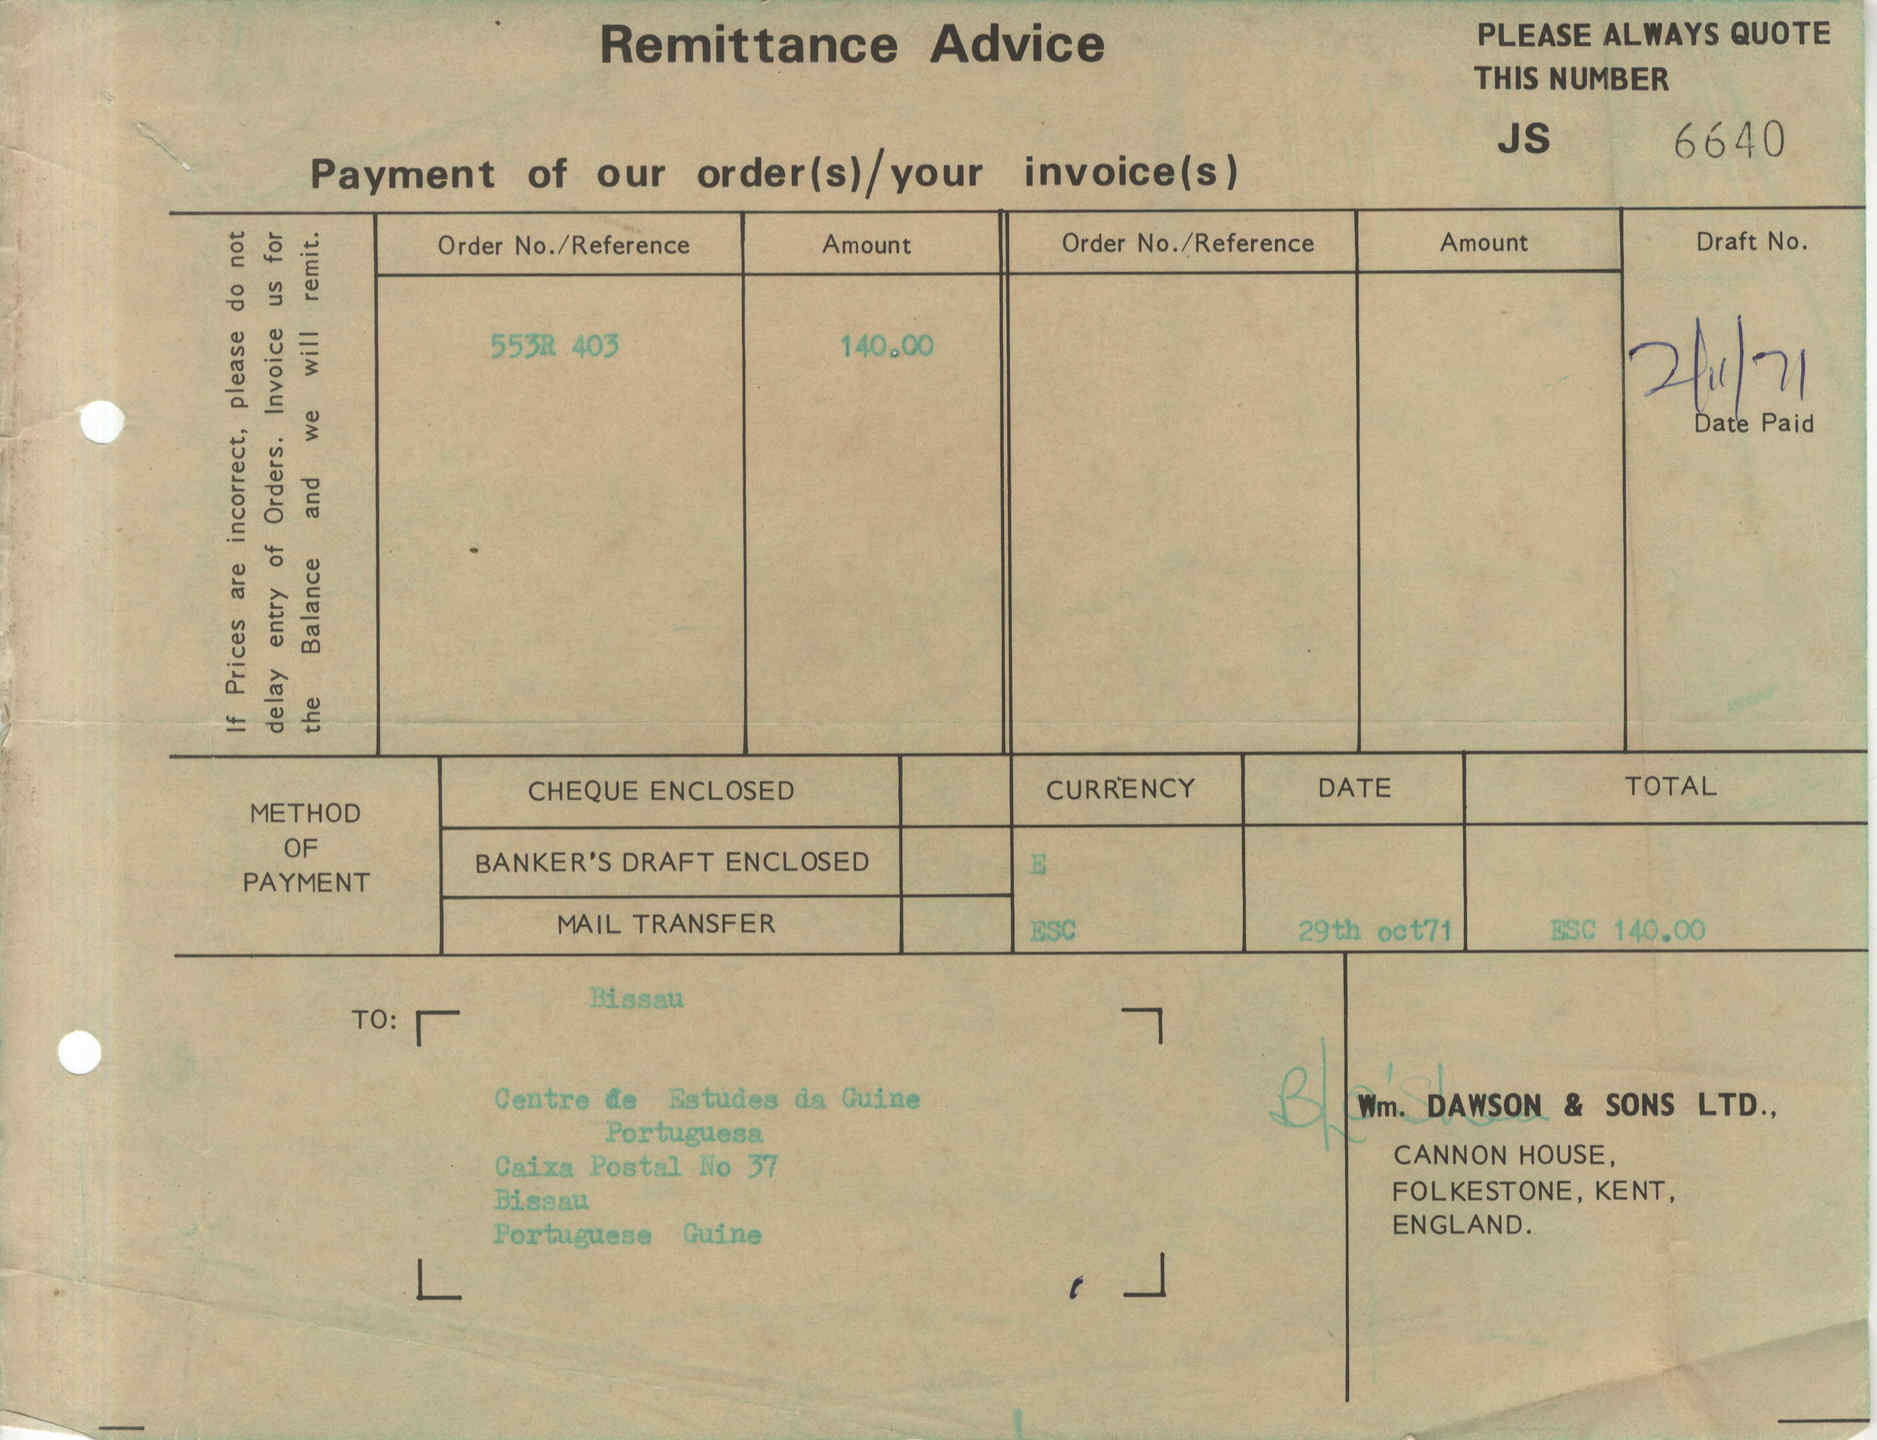 Remittance Advice
PLEASE ALWAYS QUOTE
THIS NUMBER
JS 6640
Payment of our order(s)/your invoice(s)
If Prices are incorrect, please do not
delay entry of Orders. Invoice us for
the Balance and we will remit.
Order No./Reference Amount Order No./Reference Amount Draft No.
553R 403 140.00
2/11/71
Date Paid
METHOD
OF
PAYMENT
CHEQUE ENCLOSED
BANKER'S DRAFT ENCLOSED
MAIL TRANSFER
CURRENCY DATE TOTAL
E
ESC 29th oct71 ESC 140.00
TO:
Bissau
Centre de Estudes da Guine
Portuguesa
Caixa Postal No 37
Bissau
Portuguese Guine
Wm. DAWSON & SONS LTD.,
CANNON HOUSE,
FOLKESTONE, KENT,
ENGLAND.